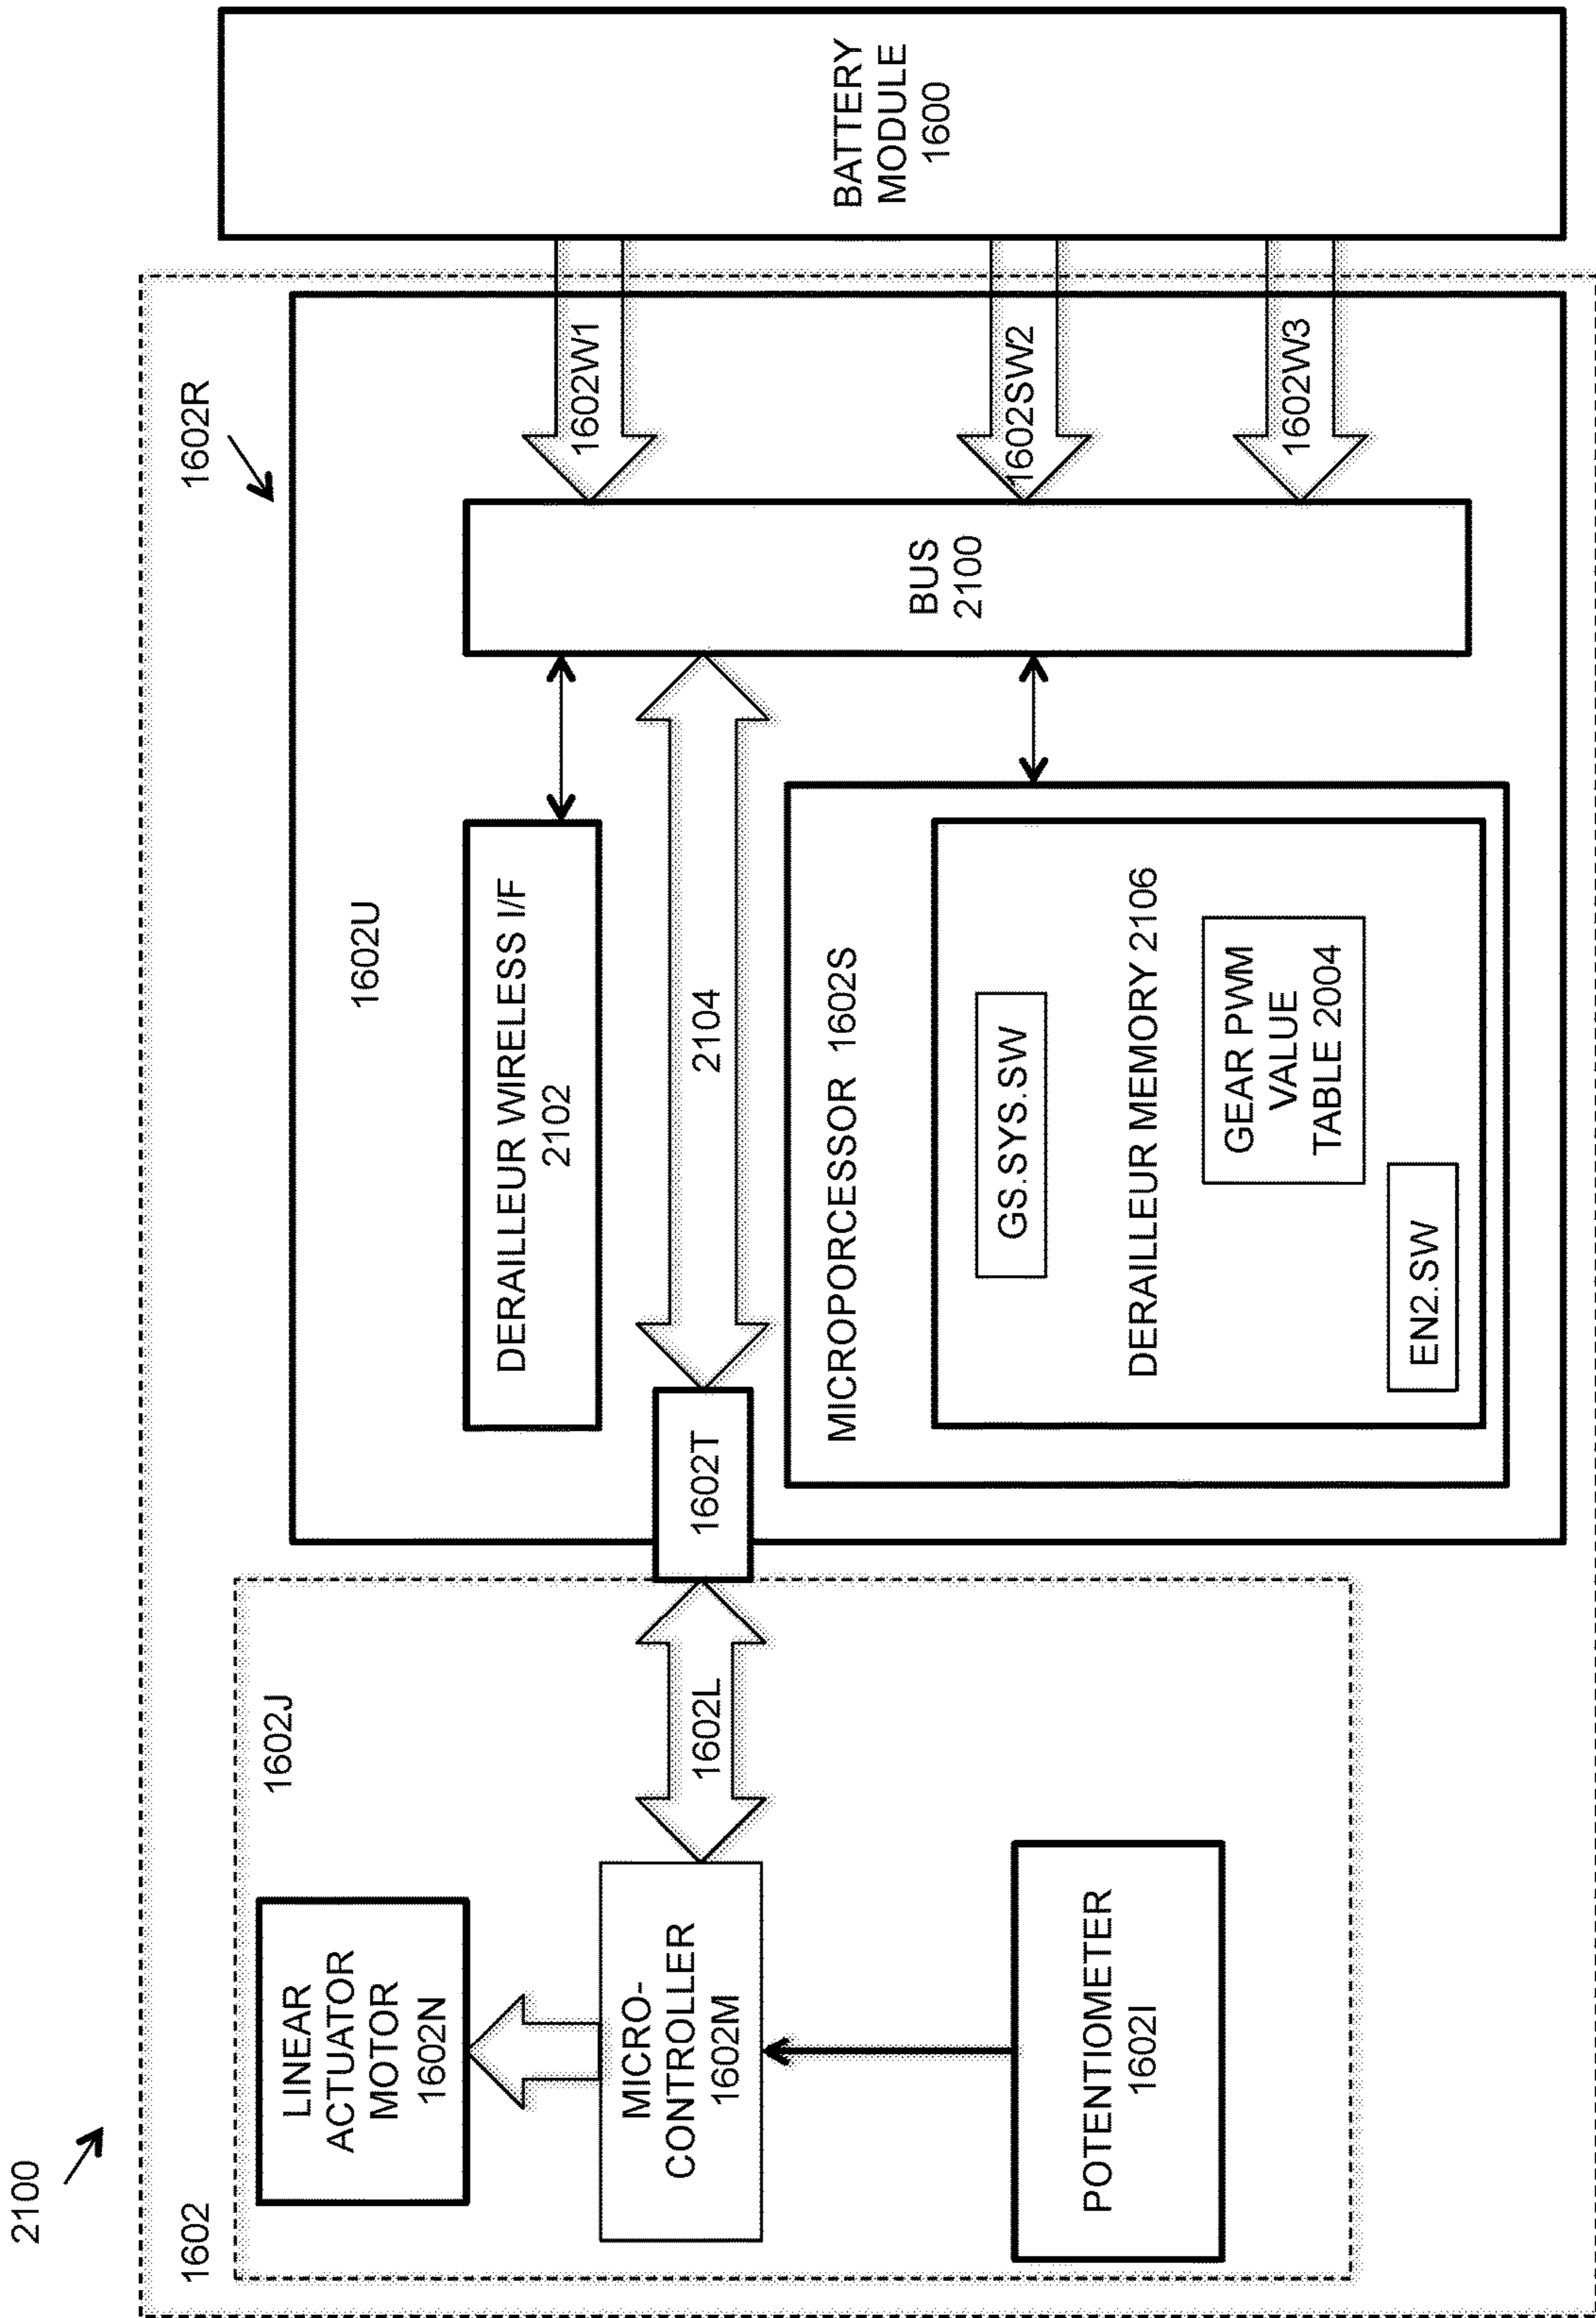 2100
1602
1602J
LINEAR
ACTUATOR
MOTOR
1602N
MICRO-
CONTROLLER
1602M
POTENTIOMETER
1602I
1602L
1602T
1602R
1602U
DERAILLEUR WIRELESS I/F
2102
2104
MICROPORCESSOR 1602S
GS.SYS.SW
DERAILLEUR MEMORY 2106
GEAR PWM
VALUE
TABLE 2004
EN2.SW
BUS
2100
1602W1
1602SW2
1602W3
BATTERY
MODULE
1600